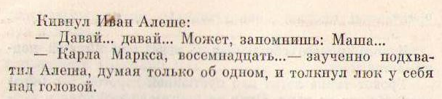 Кивнул Иван Алеше:
— Давай... давай... Может, запомнишь: Маша...
— Карла Маркса, восемнадцать...— заученно подхва-
тил Алеша, думая только об одном, и толкнул люк у себя
над головой.